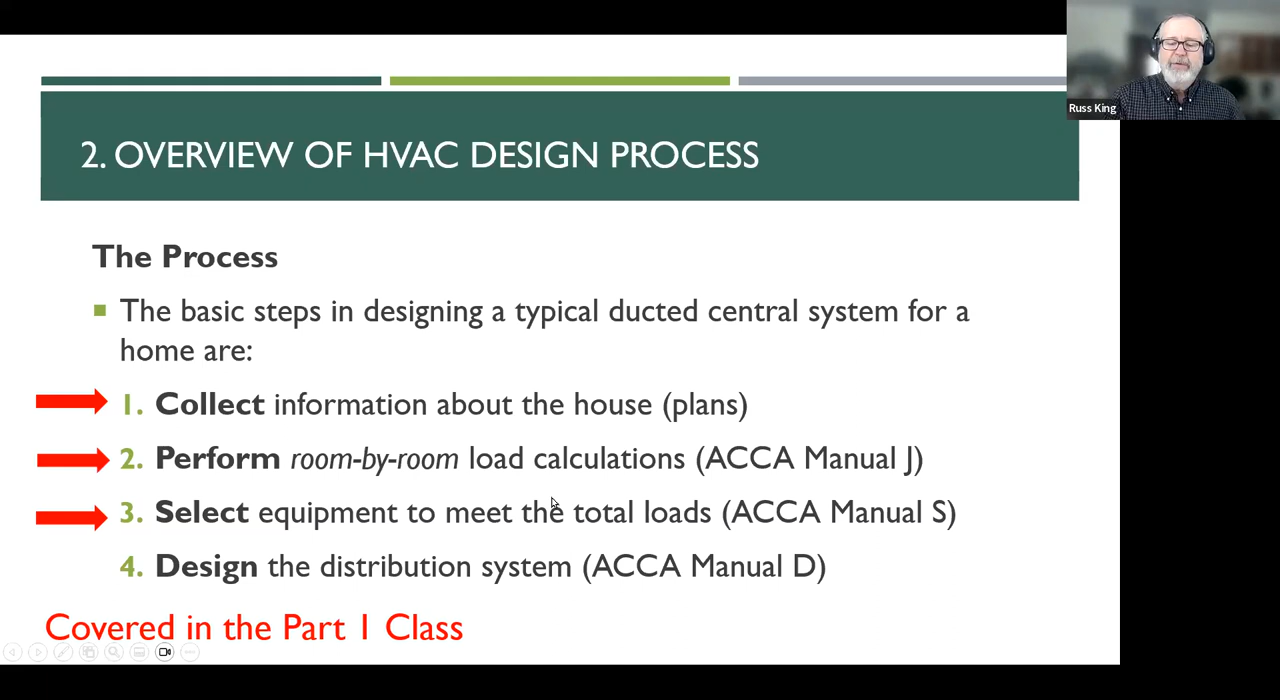 Russ King
2. OVERVIEW OF HVAC DESIGN PROCESS
The Process
The basic steps in designing a typical ducted central system for a
home are:
1. Collect information about the house (plans)
2. Perform room-by-room load calculations (ACCA Manual J)
3. Select equipment to meet the total loads (ACCA Manual S)
4. Design the distribution system (ACCA Manual D)
Covered in the Part 1 Class